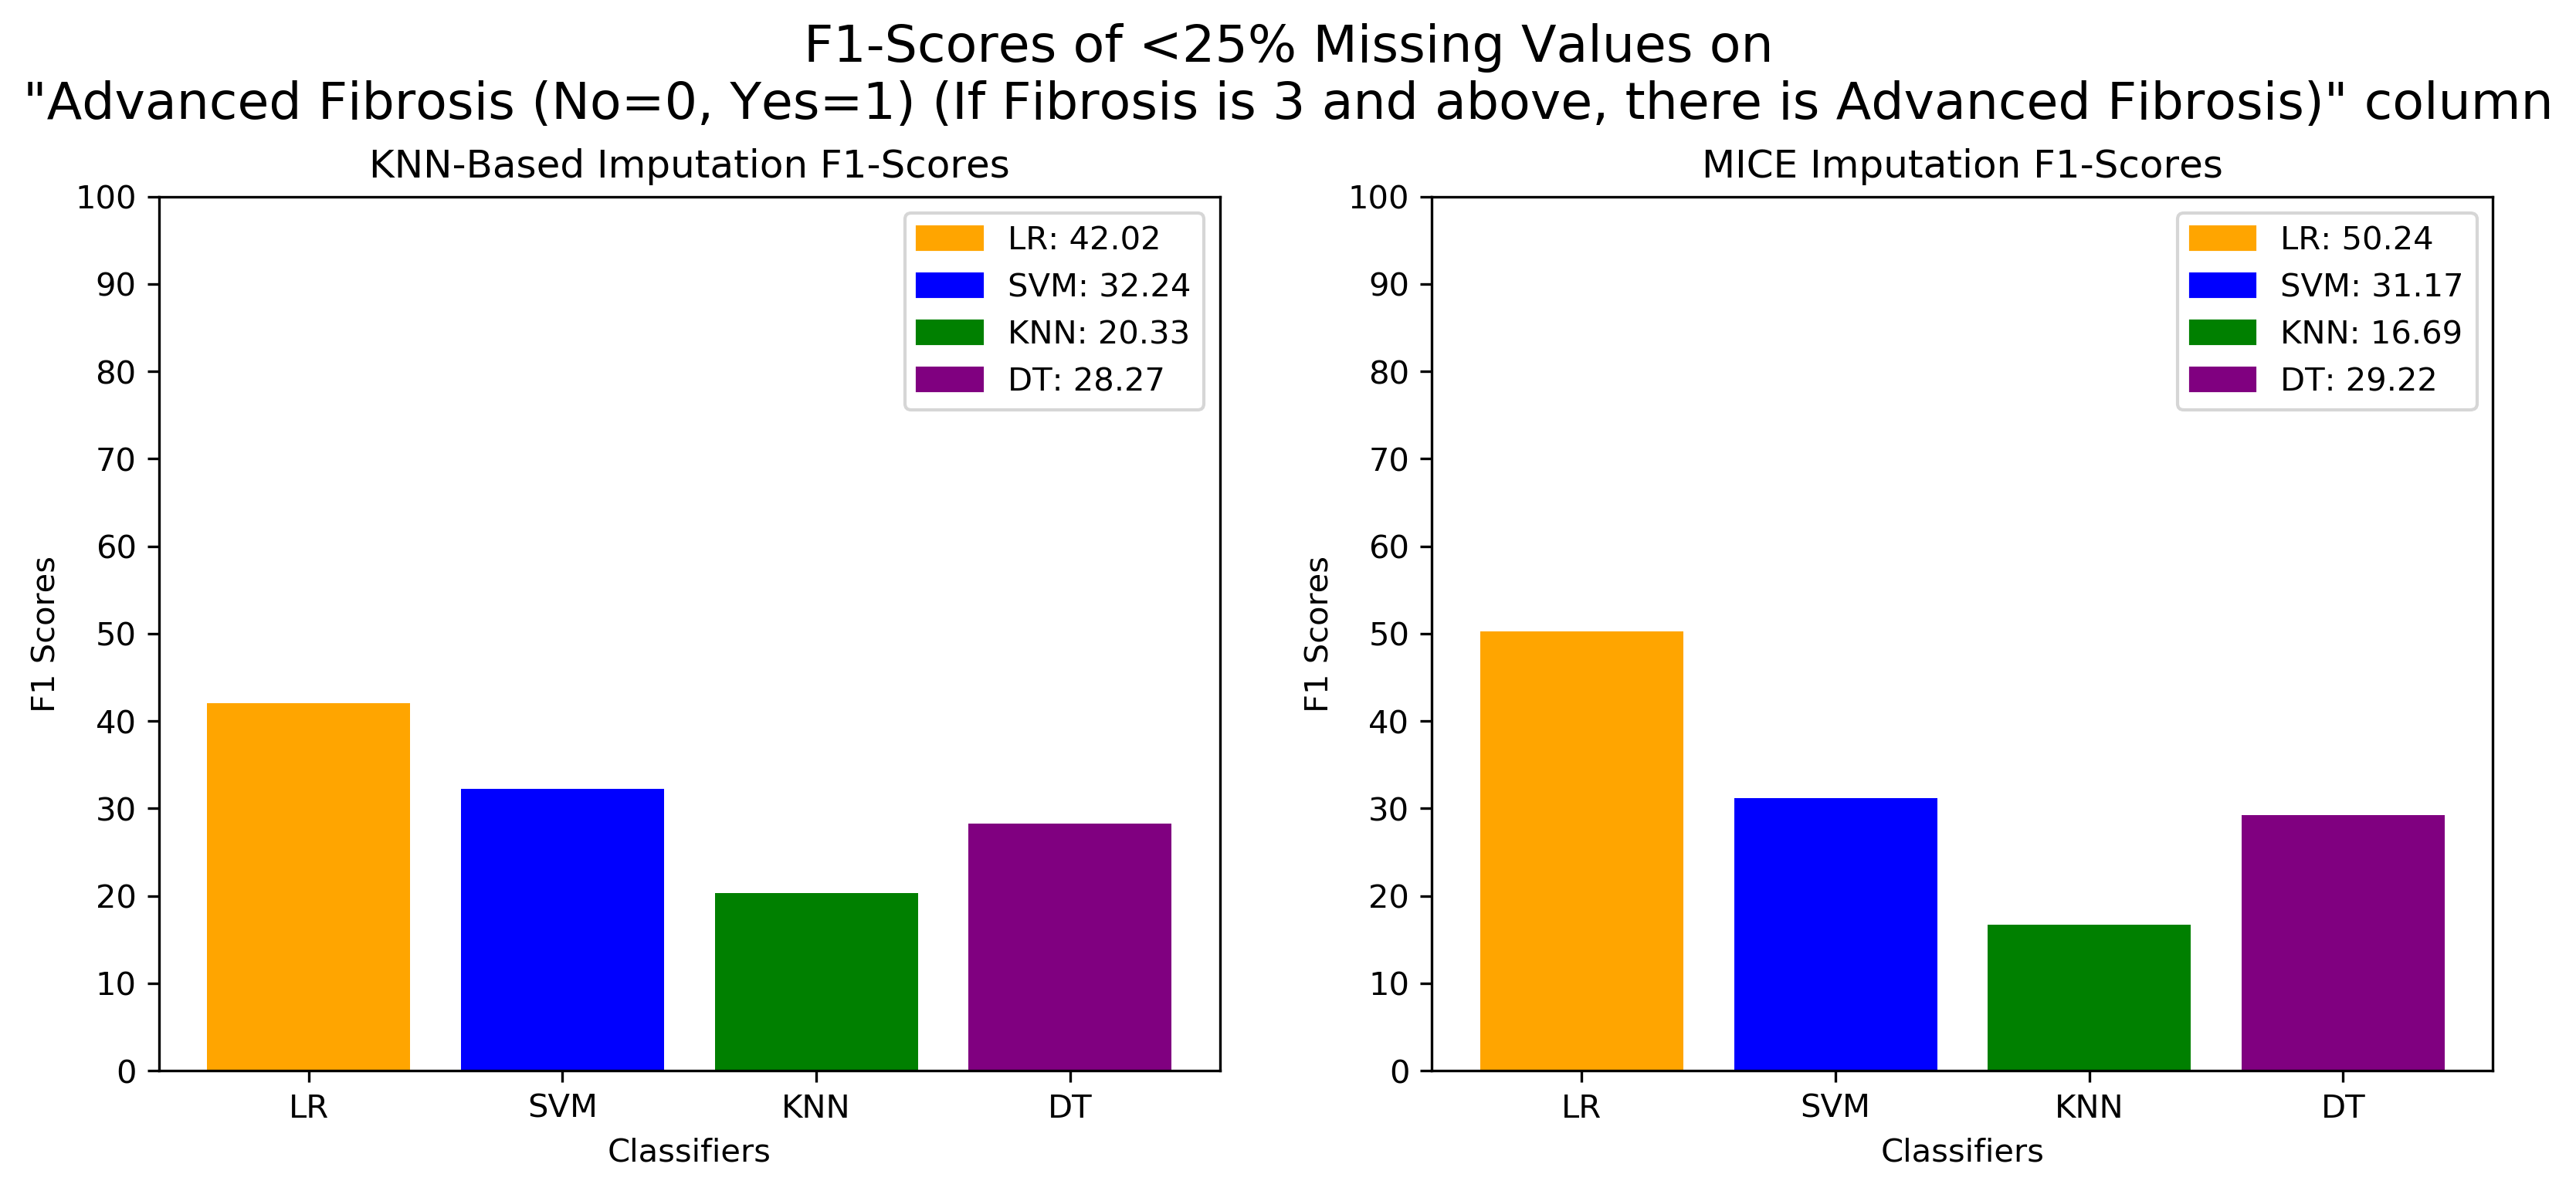 F1-Scores of <25% Missing Values on
"Advanced Fibrosis (No=0, Yes=1) (If Fibrosis is 3 and above, there is Advanced Fibrosis)" column
KNN-Based Imputation F1-Scores
100
90
80
70
60
50
40
30
20
10
0
F1 Scores
LR: 42.02
SVM: 32.24
KNN: 20.33
DT: 28.27
LR
SVM
KNN
DT
Classifiers
MICE Imputation F1-Scores
100
90
80
70
60
50
40
30
20
10
0
F1 Scores
LR: 50.24
SVM: 31.17
KNN: 16.69
DT: 29.22
LR
SVM
KNN
DT
Classifiers